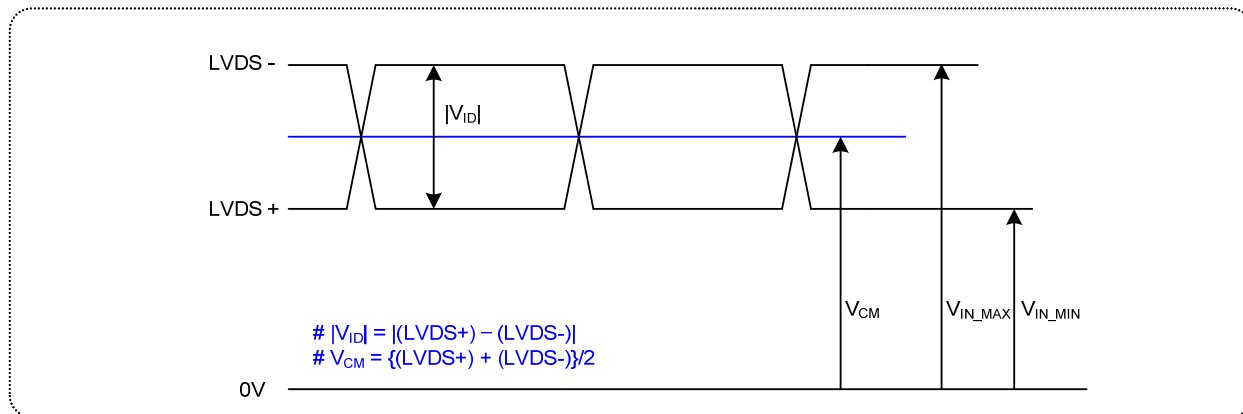 LVDS -
|VID|
LVDS +
VCM
VIN_MAX
VIN_MIN
# |VID| = |(LVDS+) – (LVDS-)|
# VCM = {(LVDS+) + (LVDS-)}/2
0V